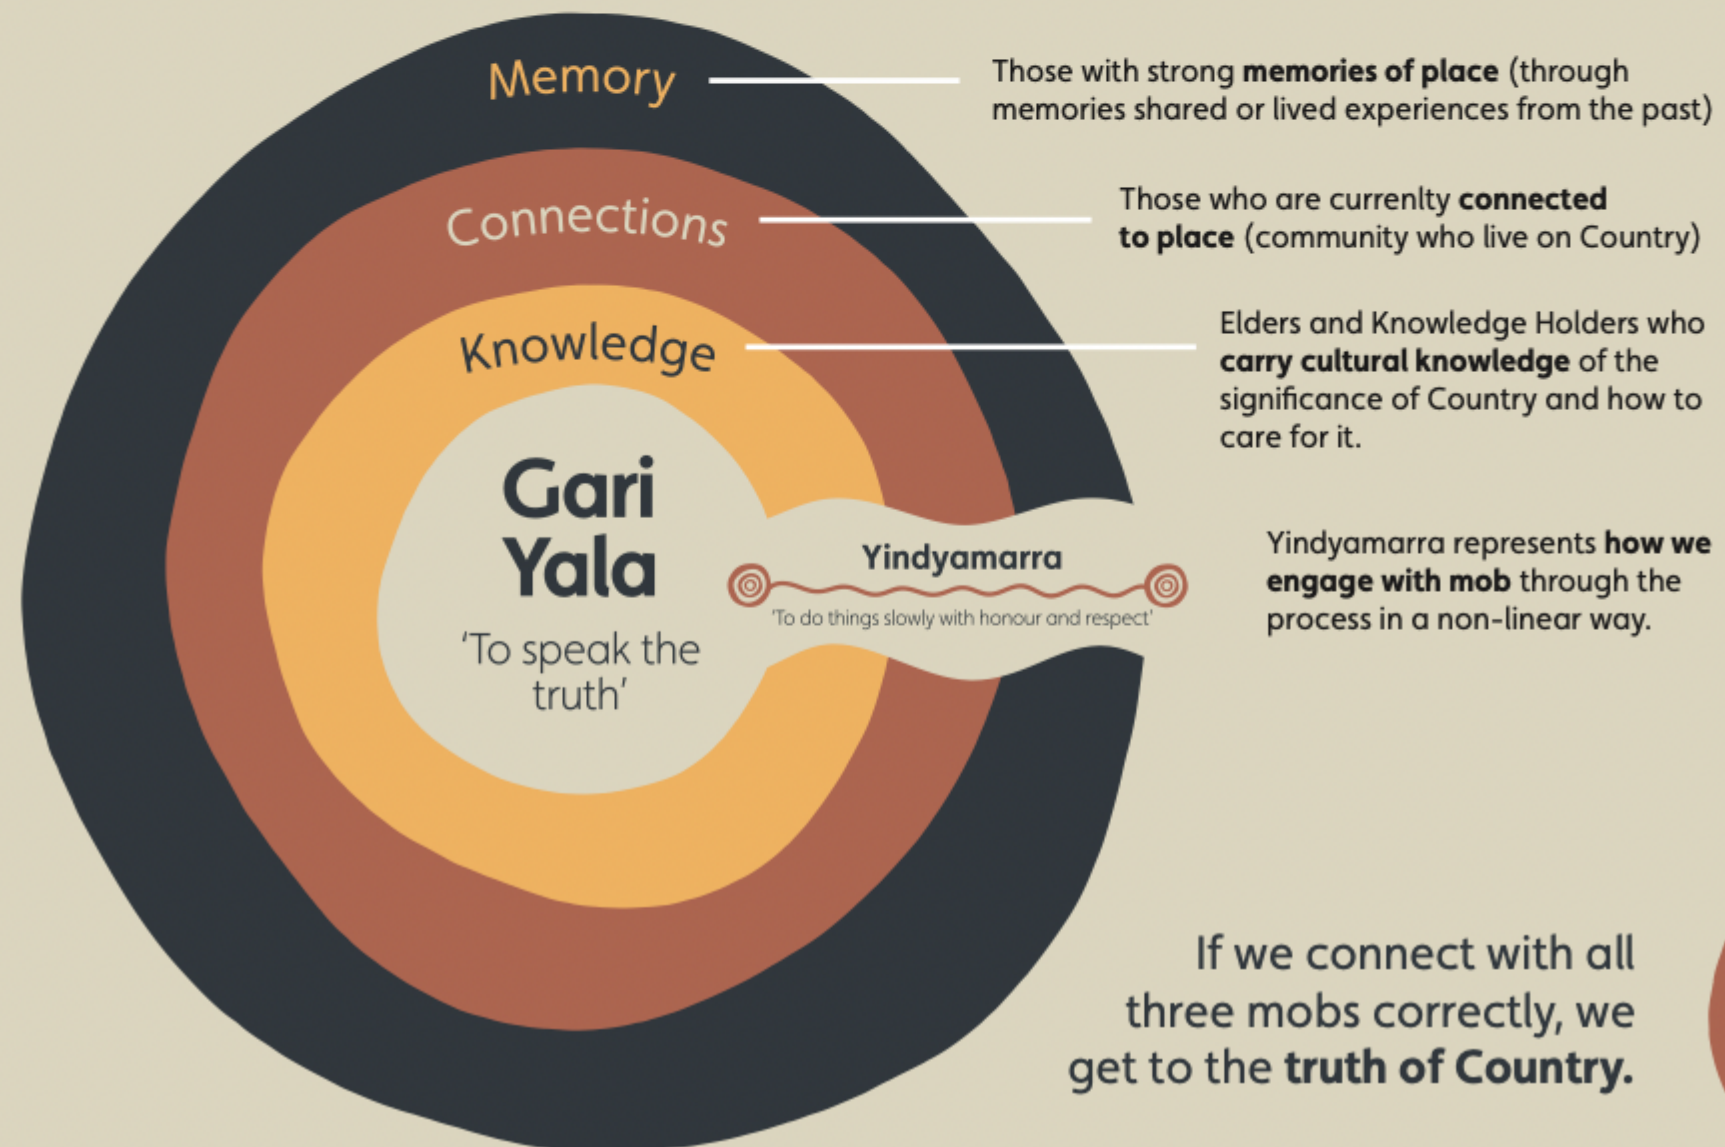 Memory
Those with strong memories of place (through
memories shared or lived experiences from the past)
Connections
Those who are currenlty connected
to place (community who live on Country)
Knowledge
Elders and Knowledge Holders who
carry cultural knowledge of the
significance of Country and how to
care for it.
Gari
Yala
'To speak the
truth'
Yindyamarra
'To do things slowly with honour and respect'
Yindyamarra represents how we
engage with mob through the
process in a non-linear way.
If we connect with all
three mobs correctly, we
get to the truth of Country.